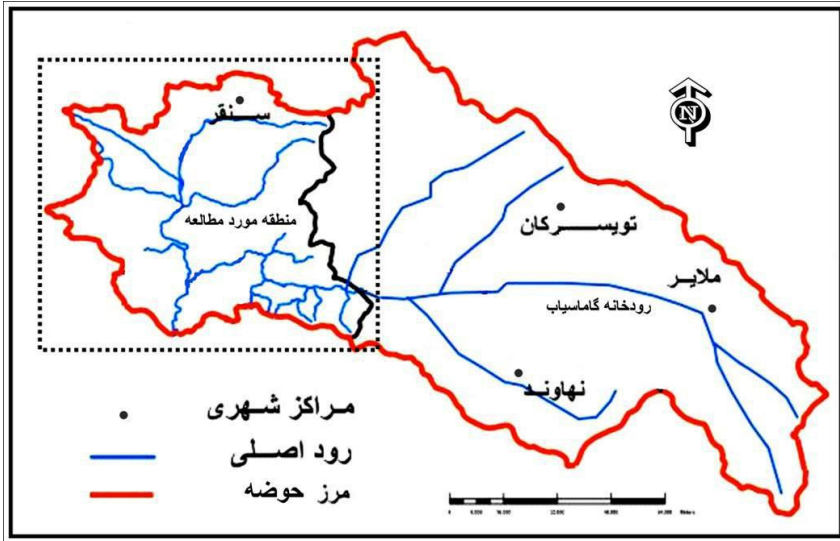 N
سنقر
منطقه مورد مطالعه
تویسرکان
ملایر
رودخانه گاماسیاب
نهاوند
مراکز شهری
رود اصلی
مرز حوضه